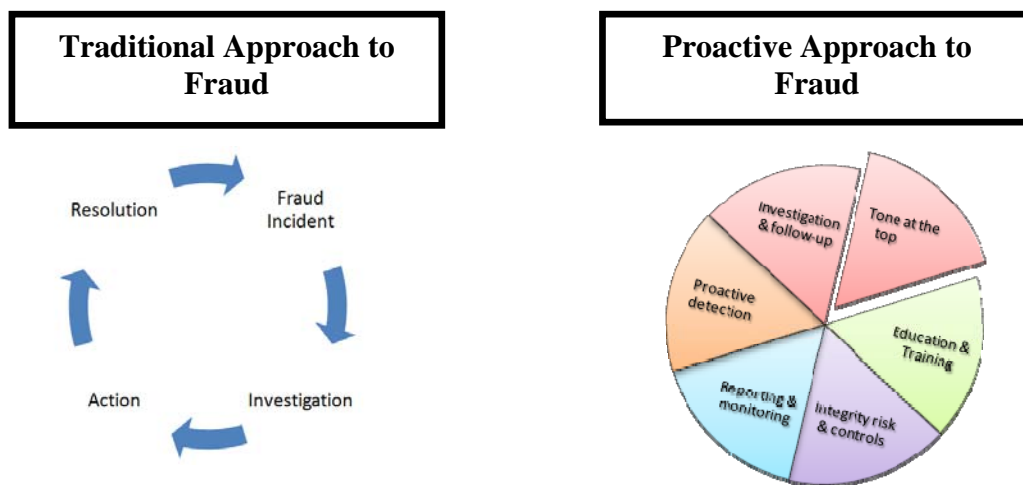 Traditional Approach to
Fraud
Proactive Approach to
Fraud
Resolution
Fraud
Incident
Investigation
Action
Investigation
& follow-up
Tone at the
top
Proactive
detection
Education &
Training
Reporting &
monitoring
Integrity risk
& controls